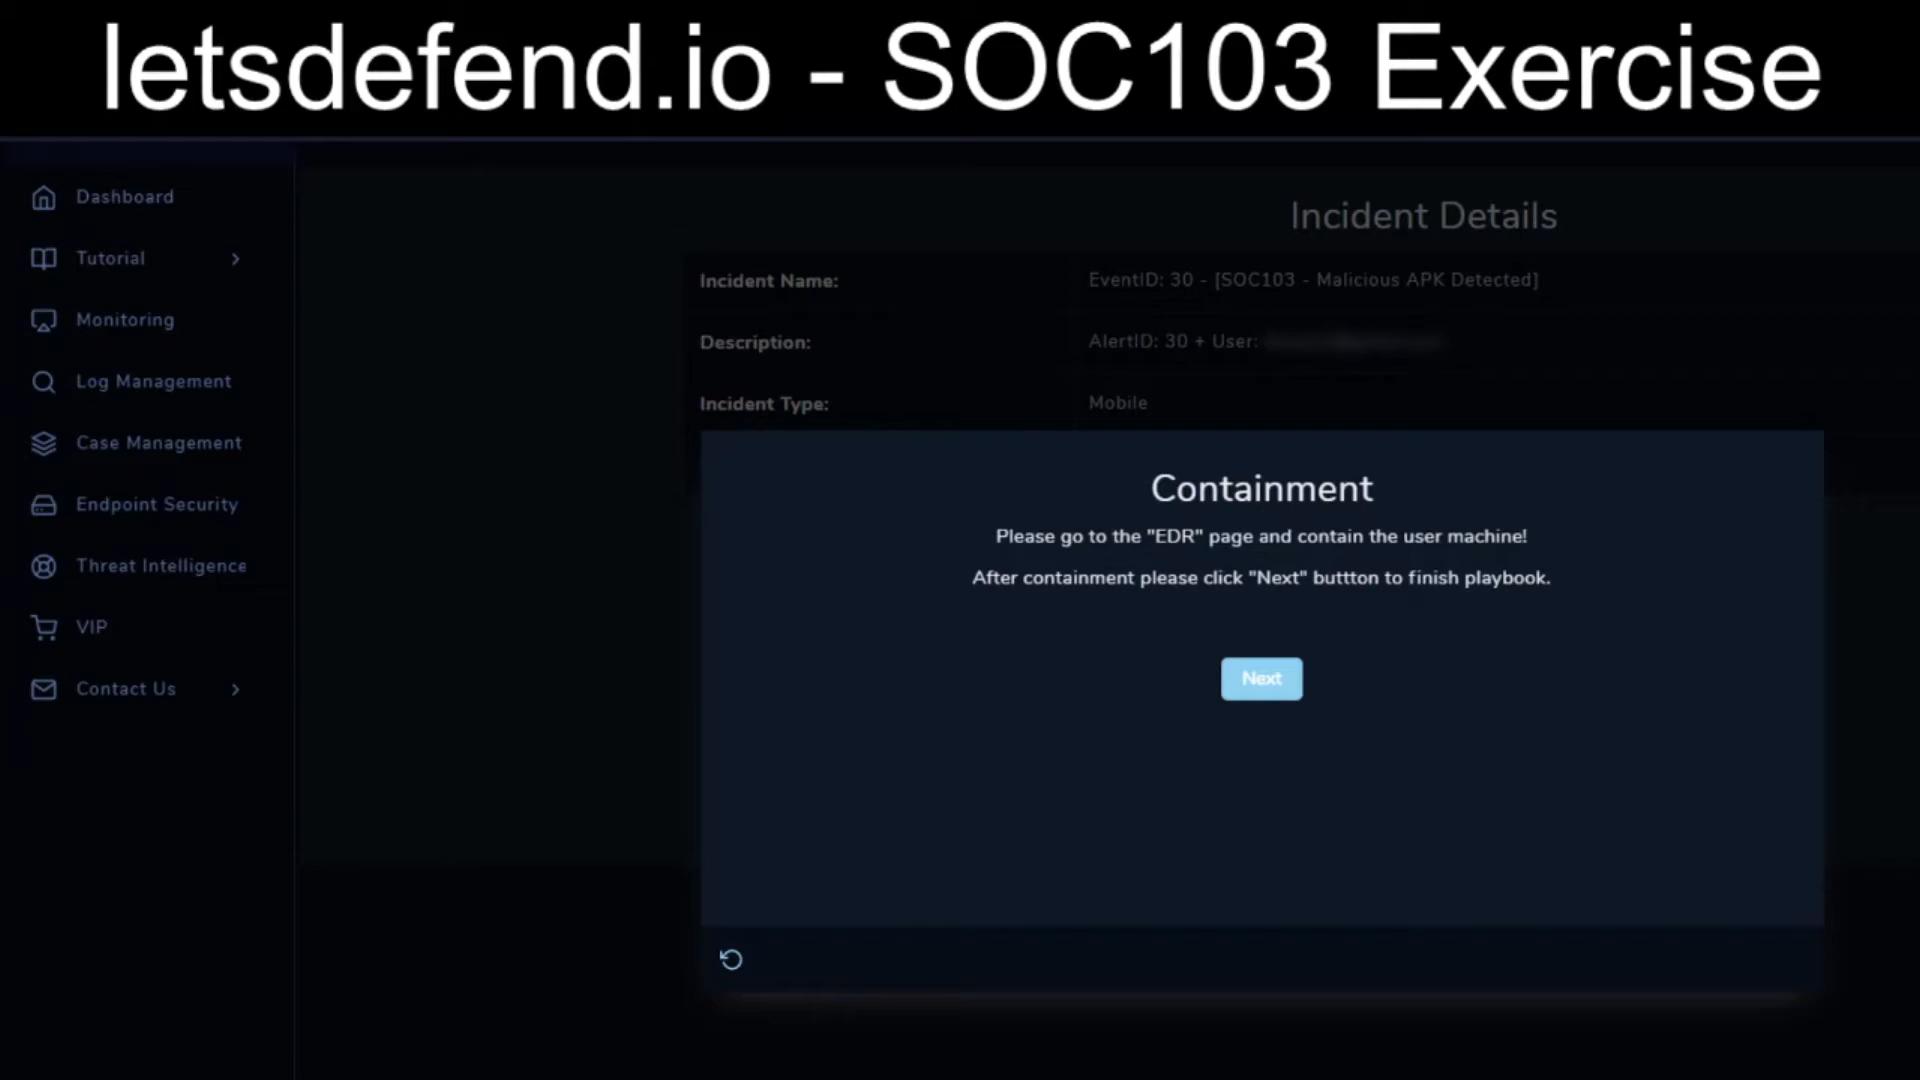 letsdefend.io - SOC103 Exercise
Dashboard
Tutorial
Monitoring
Log Management
Case Management
Endpoint Security
Threat Intelligence
VIP
Contact Us
Incident Details
Incident Name: EventID: 30 - [SOC103 - Malicious APK Detected]
Description: AlertID: 30 + User:
Incident Type: Mobile
Containment
Please go to the "EDR" page and contain the user machine!
After containment please click "Next" buttton to finish playbook.
Next